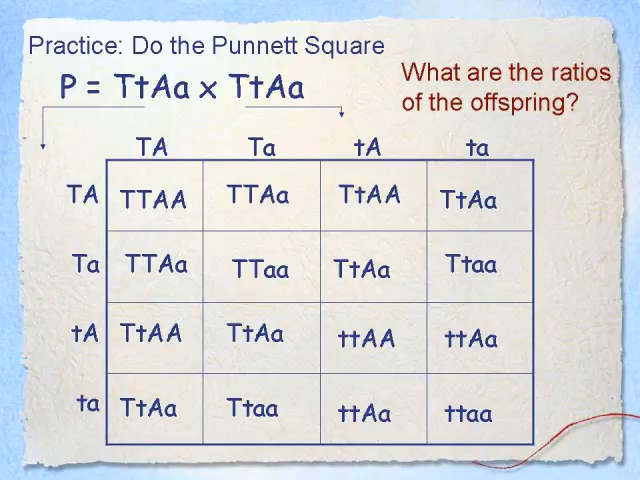 Practice: Do the Punnett Square
P = TtAa x TtAa
What are the ratios
of the offspring?
TA Ta tA ta
TA TTAA TTAa TtAA TtAa
Ta TTAa TTaa TtAa Ttaa
tA TtAA TtAa ttAA ttAa
ta TtAa Ttaa ttAa ttaa